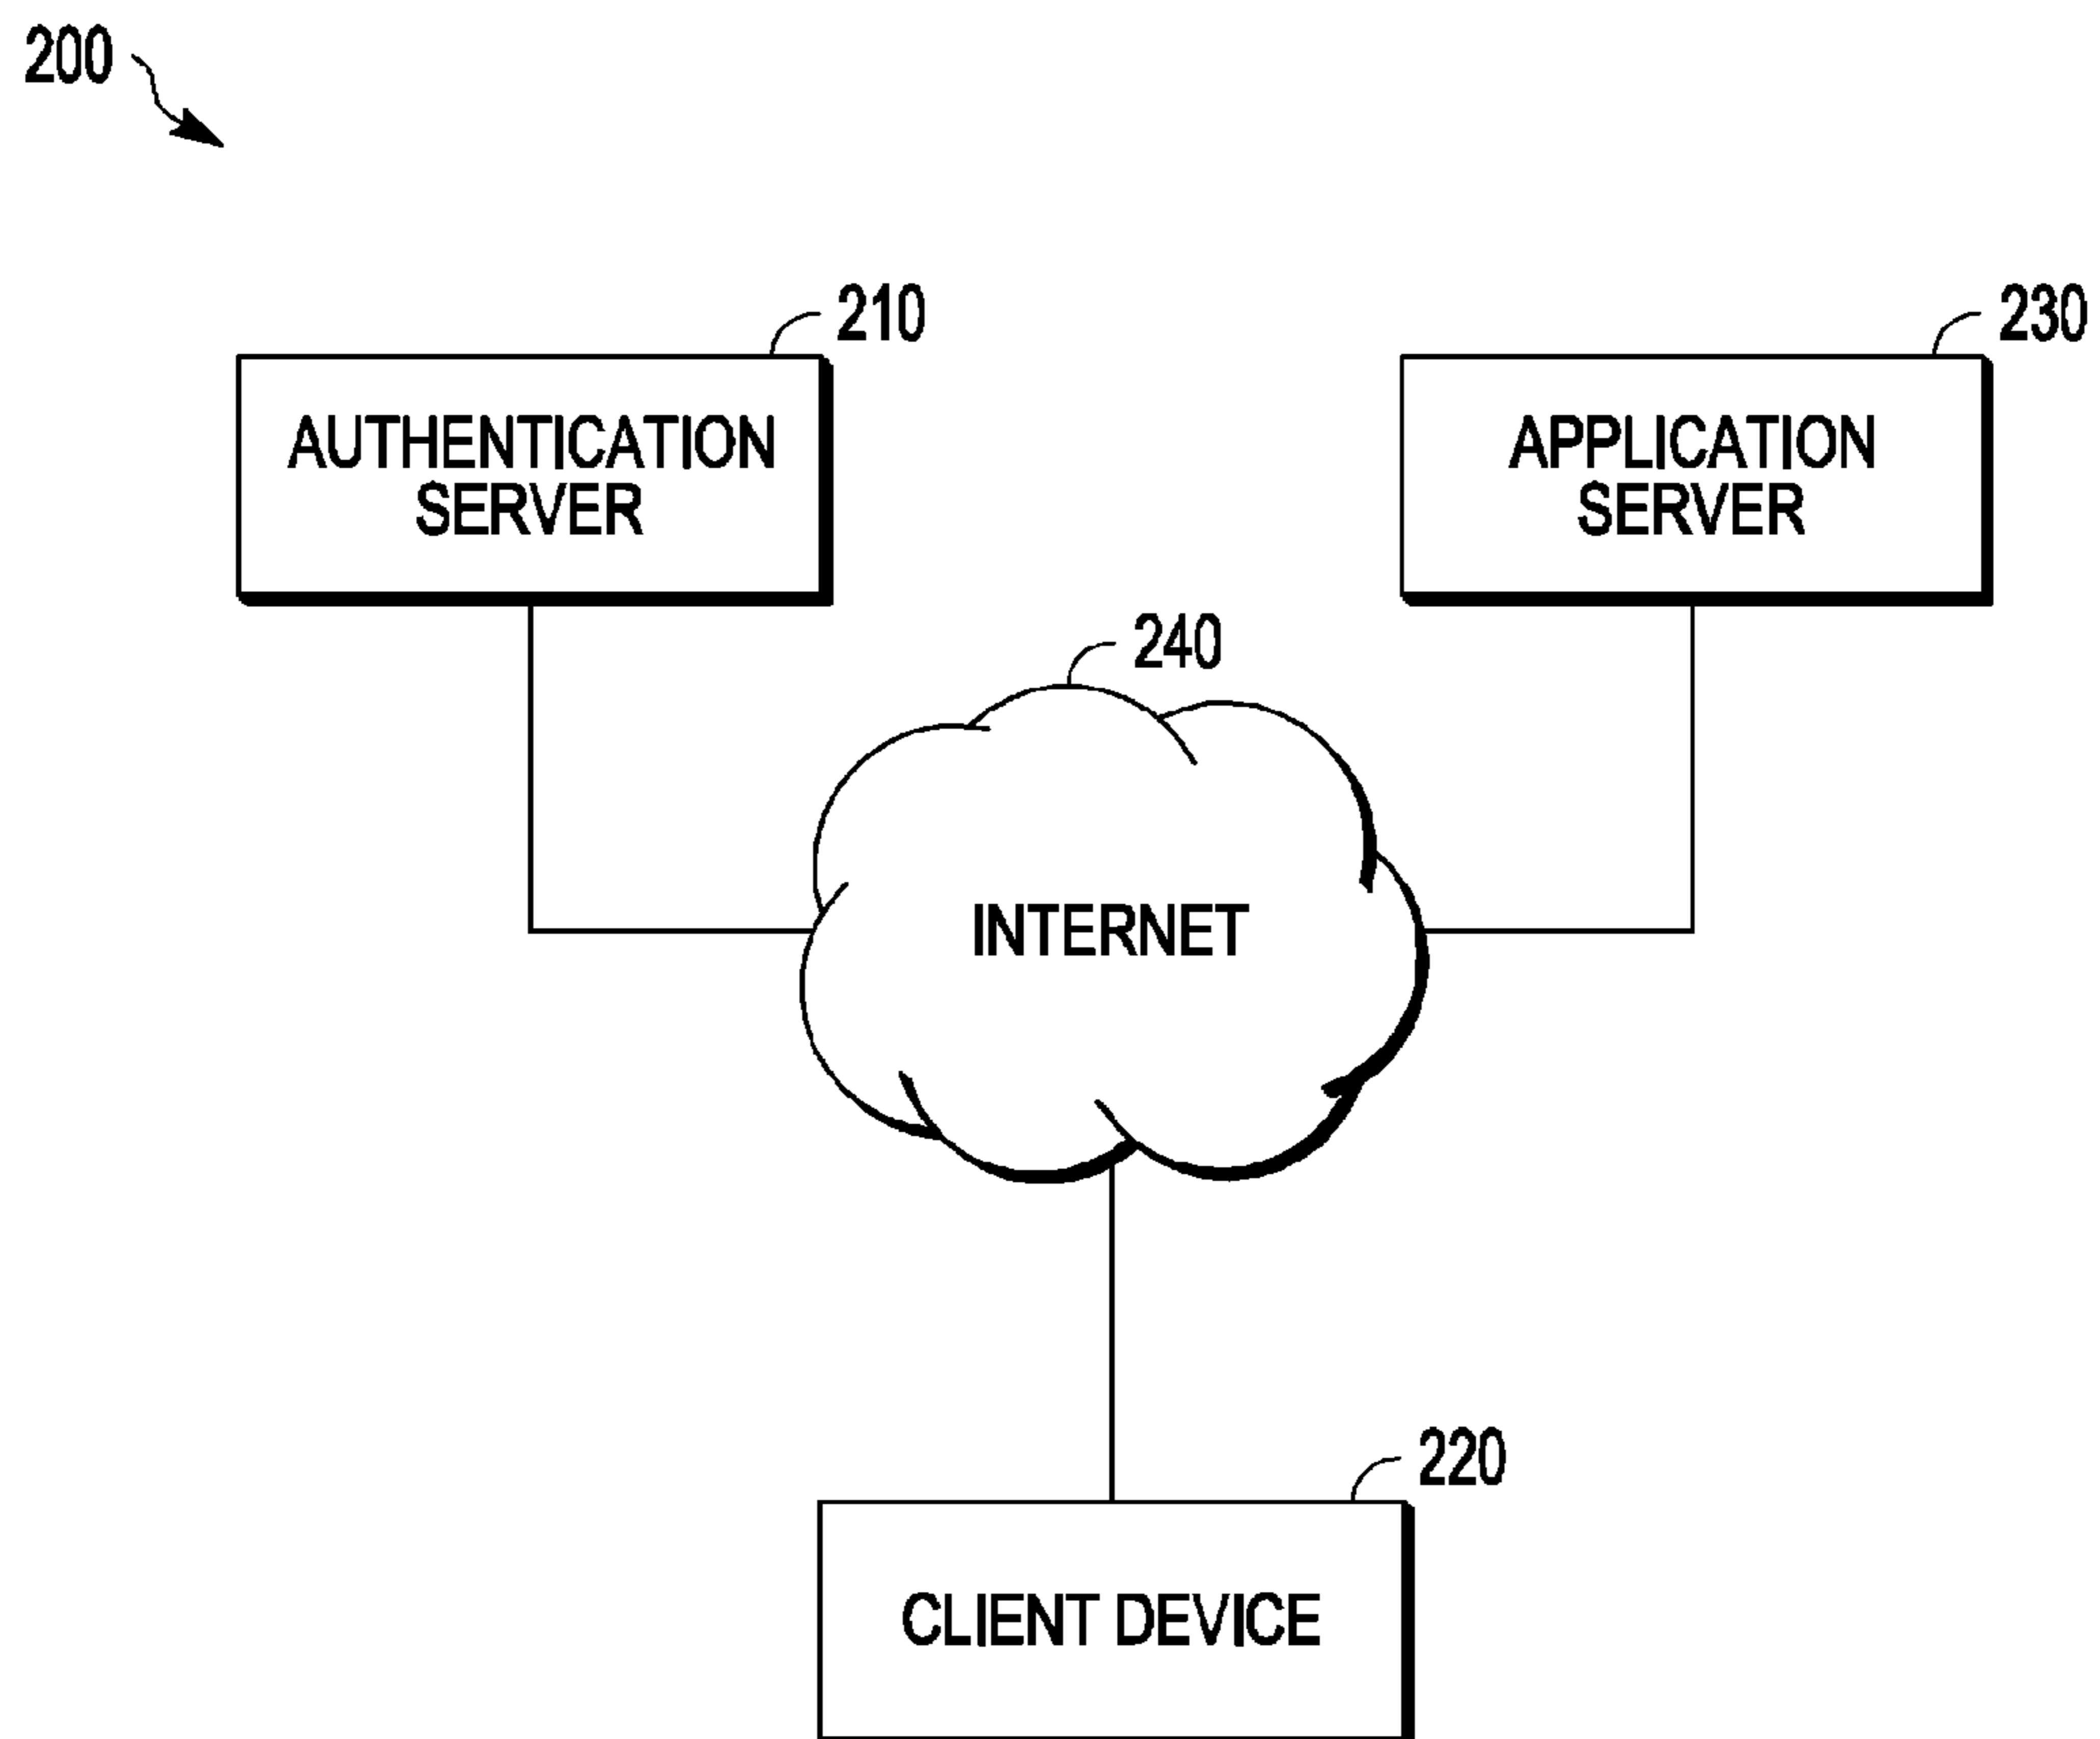 200
210
230
AUTHENTICATION
SERVER
APPLICATION
SERVER
240
INTERNET
220
CLIENT DEVICE